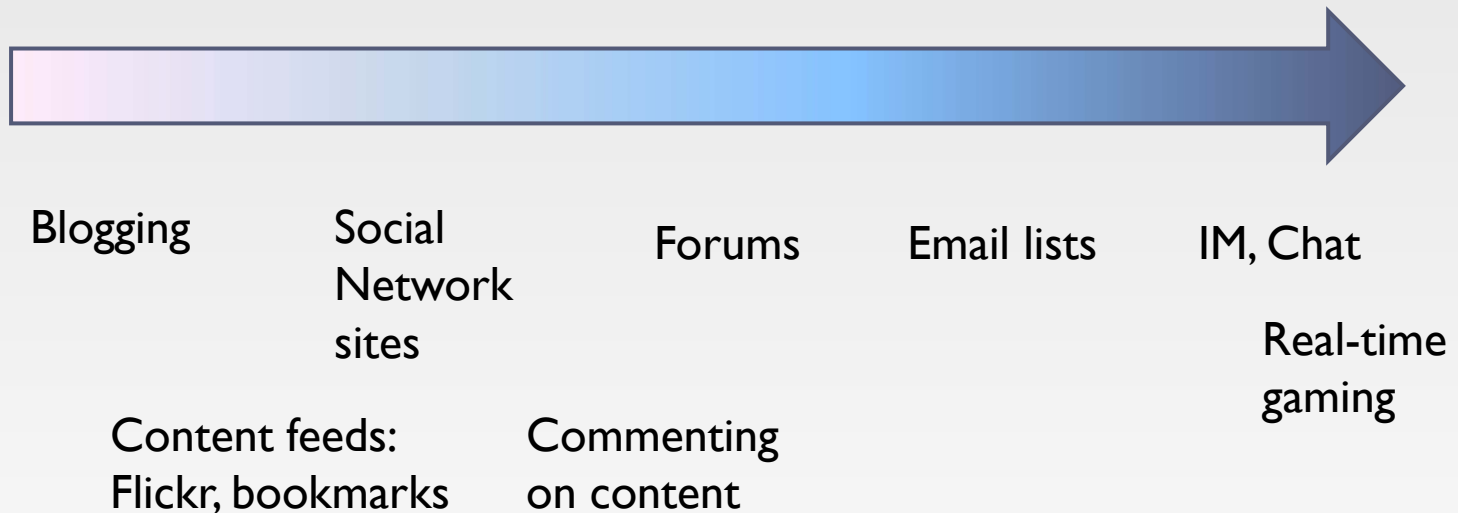 Blogging
Social
Network
sites
Forums
Email lists
IM, Chat
Real-time
gaming
Content feeds:
Flickr, bookmarks
Commenting
on content